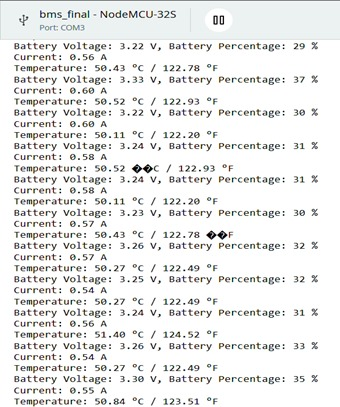 bms_final - NodeMCU-32S
Port: COM3
Battery Voltage: 3.22 V, Battery Percentage: 29 %
Current: 0.56 A
Temperature: 50.43 °C / 122.78 °F
Battery Voltage: 3.33 V, Battery Percentage: 37 %
Current: 0.60 A
Temperature: 50.52 °C / 122.93 °F
Battery Voltage: 3.22 V, Battery Percentage: 30 %
Current: 0.60 A
Temperature: 50.11 °C / 122.20 °F
Battery Voltage: 3.24 V, Battery Percentage: 31 %
Current: 0.58 A
Temperature: 50.52 ��C / 122.93 °F
Battery Voltage: 3.24 V, Battery Percentage: 31 %
Current: 0.58 A
Temperature: 50.11 °C / 122.20 °F
Battery Voltage: 3.23 V, Battery Percentage: 30 %
Current: 0.57 A
Temperature: 50.43 °C / 122.78 ��F
Battery Voltage: 3.26 V, Battery Percentage: 32 %
Current: 0.57 A
Temperature: 50.27 °C / 122.49 °F
Battery Voltage: 3.25 V, Battery Percentage: 32 %
Current: 0.54 A
Temperature: 50.27 °C / 122.49 °F
Battery Voltage: 3.24 V, Battery Percentage: 31 %
Current: 0.56 A
Temperature: 51.40 °C / 124.52 °F
Battery Voltage: 3.26 V, Battery Percentage: 33 %
Current: 0.54 A
Temperature: 50.27 °C / 122.49 °F
Battery Voltage: 3.30 V, Battery Percentage: 35 %
Current: 0.55 A
Temperature: 50.84 °C / 123.51 °F